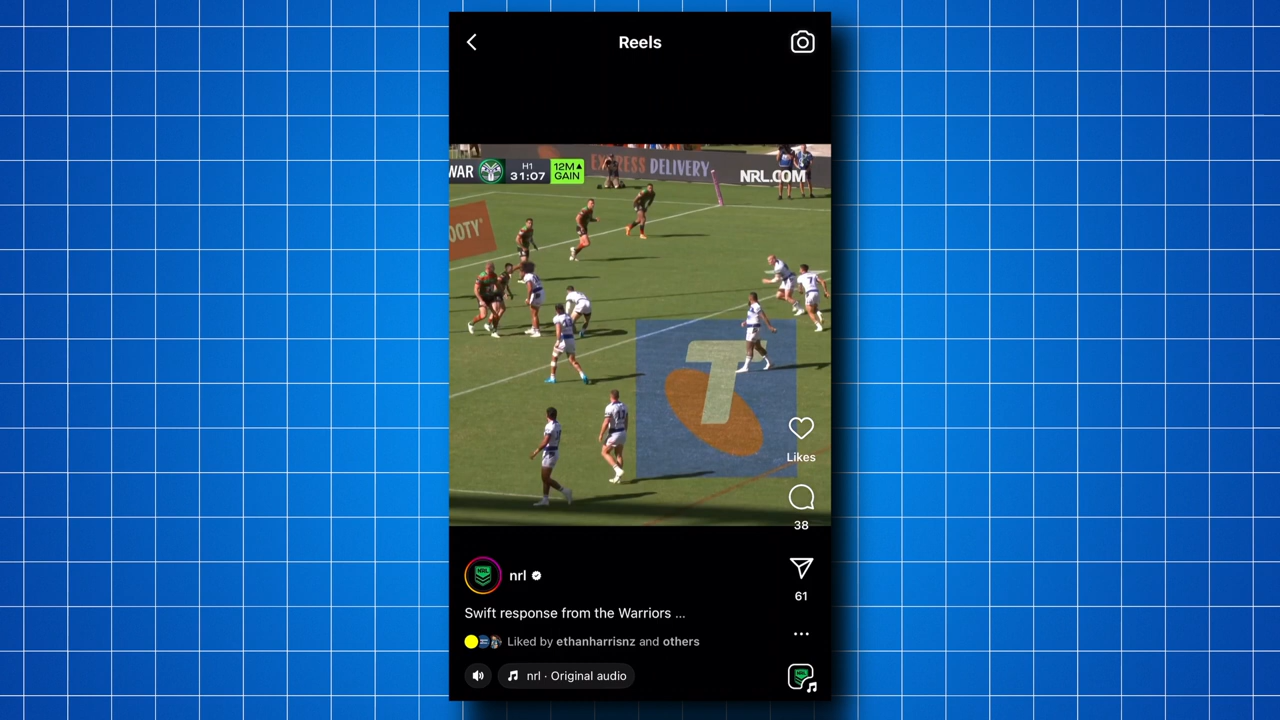 Reels
EXPRESS DELIVERY
NRL.COM
WAR
H1
31:07
12M▲
GAIN
OOTY
T
Likes
38
NRL
nrl
61
Swift response from the Warriors ...
Liked by ethanharrisnz and others
nrl · Original audio